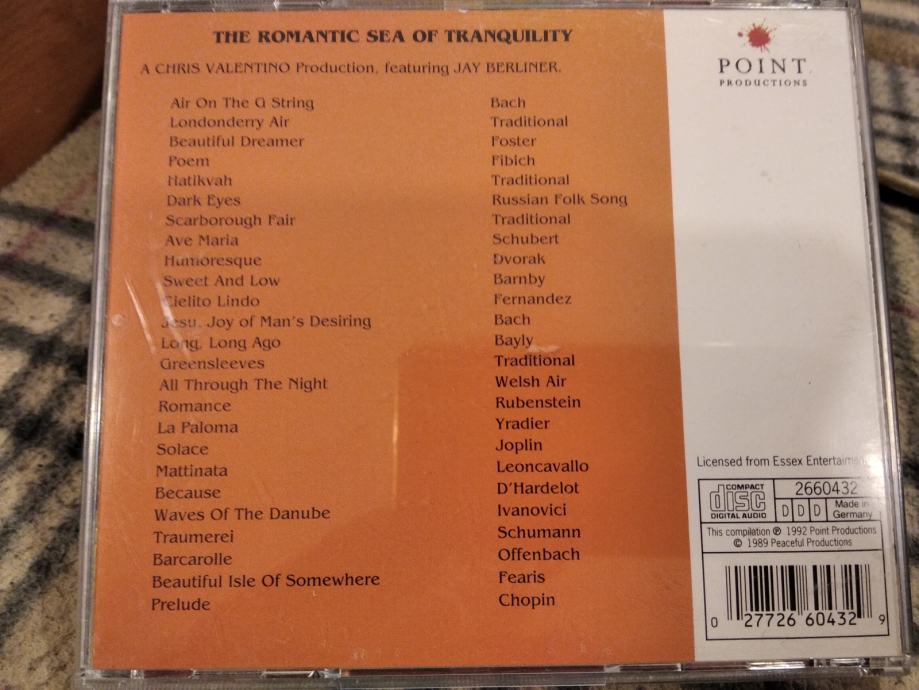 THE ROMANTIC SEA OF TRANQUILITY
A CHRIS VALENTINO Production, featuring JAY BERLINER.
Air On The G String Bach
Londonderry Air Traditional
Beautiful Dreamer Foster
Poem Fibich
Hatikvah Traditional
Dark Eyes Russian Folk Song
Scarborough Fair Traditional
Ave Maria Schubert
Humoresque Dvorak
Sweet And Low Barnby
Cielito Lindo Fernandez
Jesu, Joy of Man's Desiring Bach
Long, Long Ago Bayly
Greensleeves Traditional
All Through The Night Welsh Air
Romance Rubenstein
La Paloma Yradier
Solace Joplin
Mattinata Leoncavallo
Because D'Hardelot
Waves Of The Danube Ivanovici
Traumerei Schumann
Barcarolle Offenbach
Beautiful Isle Of Somewhere Fearis
Prelude Chopin
POINT
PRODUCTIONS
Licensed from Essex
COMPACT
disc
DIGITAL AUDIO
2660432
DDD
Made in
Germany
This compilation ℗ 1992 Point Productions
© 1989 Peaceful Productions
0 27726 60432 9